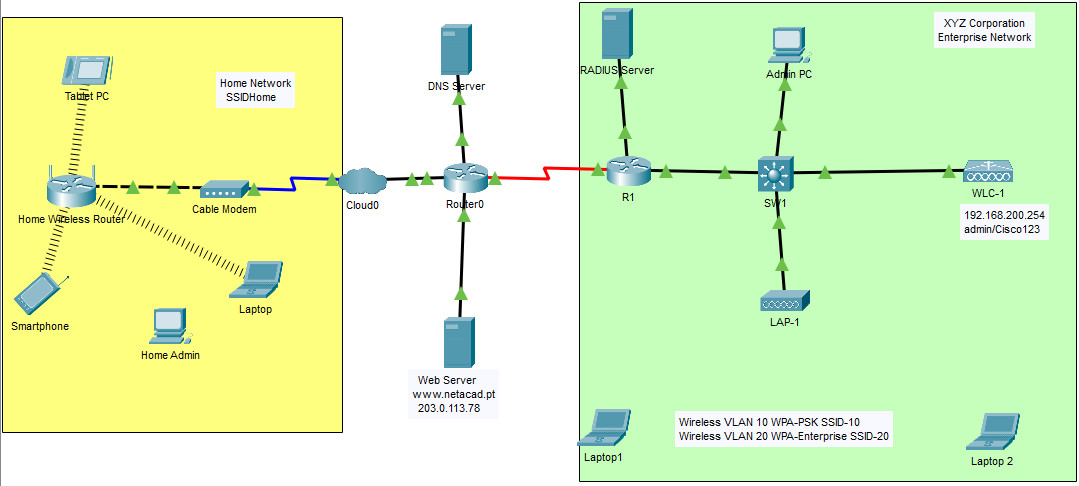 Tablet PC
Home Network
SSIDHome
Home Wireless Router
Cable Modem
Smartphone
Laptop
Home Admin
Cloud0
DNS Server
Router0
Web Server
www.netacad.pt
203.0.113.78
XYZ Corporation
Enterprise Network
RADIUS Server
Admin PC
R1
SW1
WLC-1
192.168.200.254
admin/Cisco123
LAP-1
Laptop1
Wireless VLAN 10 WPA-PSK SSID-10
Wireless VLAN 20 WPA-Enterprise SSID-20
Laptop 2